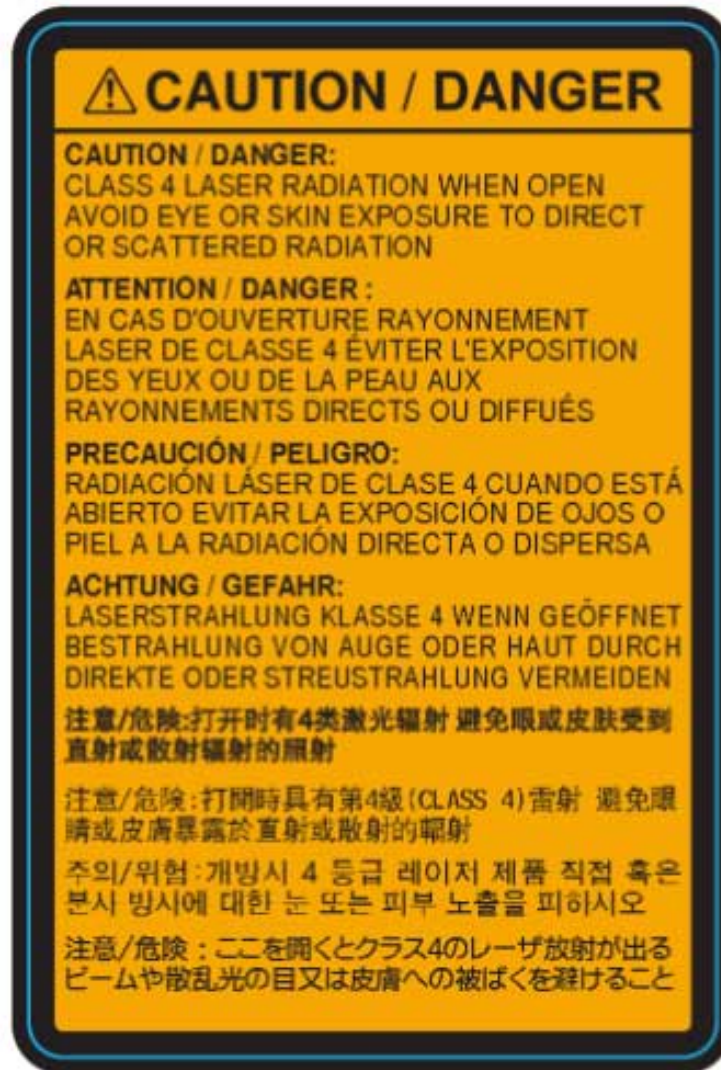 ⚠ CAUTION / DANGER
CAUTION / DANGER:
CLASS 4 LASER RADIATION WHEN OPEN
AVOID EYE OR SKIN EXPOSURE TO DIRECT
OR SCATTERED RADIATION
ATTENTION / DANGER :
EN CAS D'OUVERTURE RAYONNEMENT
LASER DE CLASSE 4 ÉVITER L'EXPOSITION
DES YEUX OU DE LA PEAU AUX
RAYONNEMENTS DIRECTS OU DIFFUÉS
PRECAUCIÓN / PELIGRO:
RADIACIÓN LÁSER DE CLASE 4 CUANDO ESTÁ
ABIERTO EVITAR LA EXPOSICIÓN DE OJOS O
PIEL A LA RADIACIÓN DIRECTA O DISPERSA
ACHTUNG / GEFAHR:
LASERSTRAHLUNG KLASSE 4 WENN GEÖFFNET
BESTRAHLUNG VON AUGE ODER HAUT DURCH
DIREKTE ODER STREUSTRAHLUNG VERMEIDEN
注意/危险:打开时有4类激光辐射 避免眼或皮肤受到
直射或散射辐射的照射
注意/危險:打開時具有第4級(CLASS 4)雷射 避免眼
睛或皮膚暴露於直射或散射的輻射
주의/위험:개방시 4 등급 레이저 제품 직접 혹은
분사 방사에 대한 눈 또는 피부 노출을 피하시오
注意/危険：ここを開くとクラス4のレーザ放射が出る
ビームや散乱光の目又は皮膚への被ばくを避けること